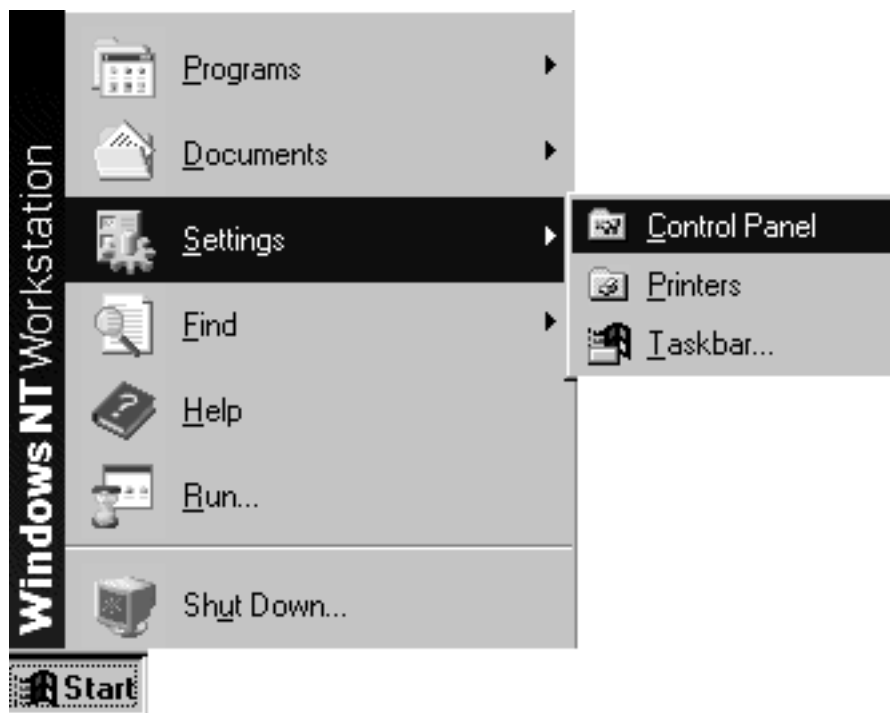 Windows NT Workstation
Programs
Documents
Settings
Find
Help
Run...
Shut Down...
Control Panel
Printers
Taskbar...
Start